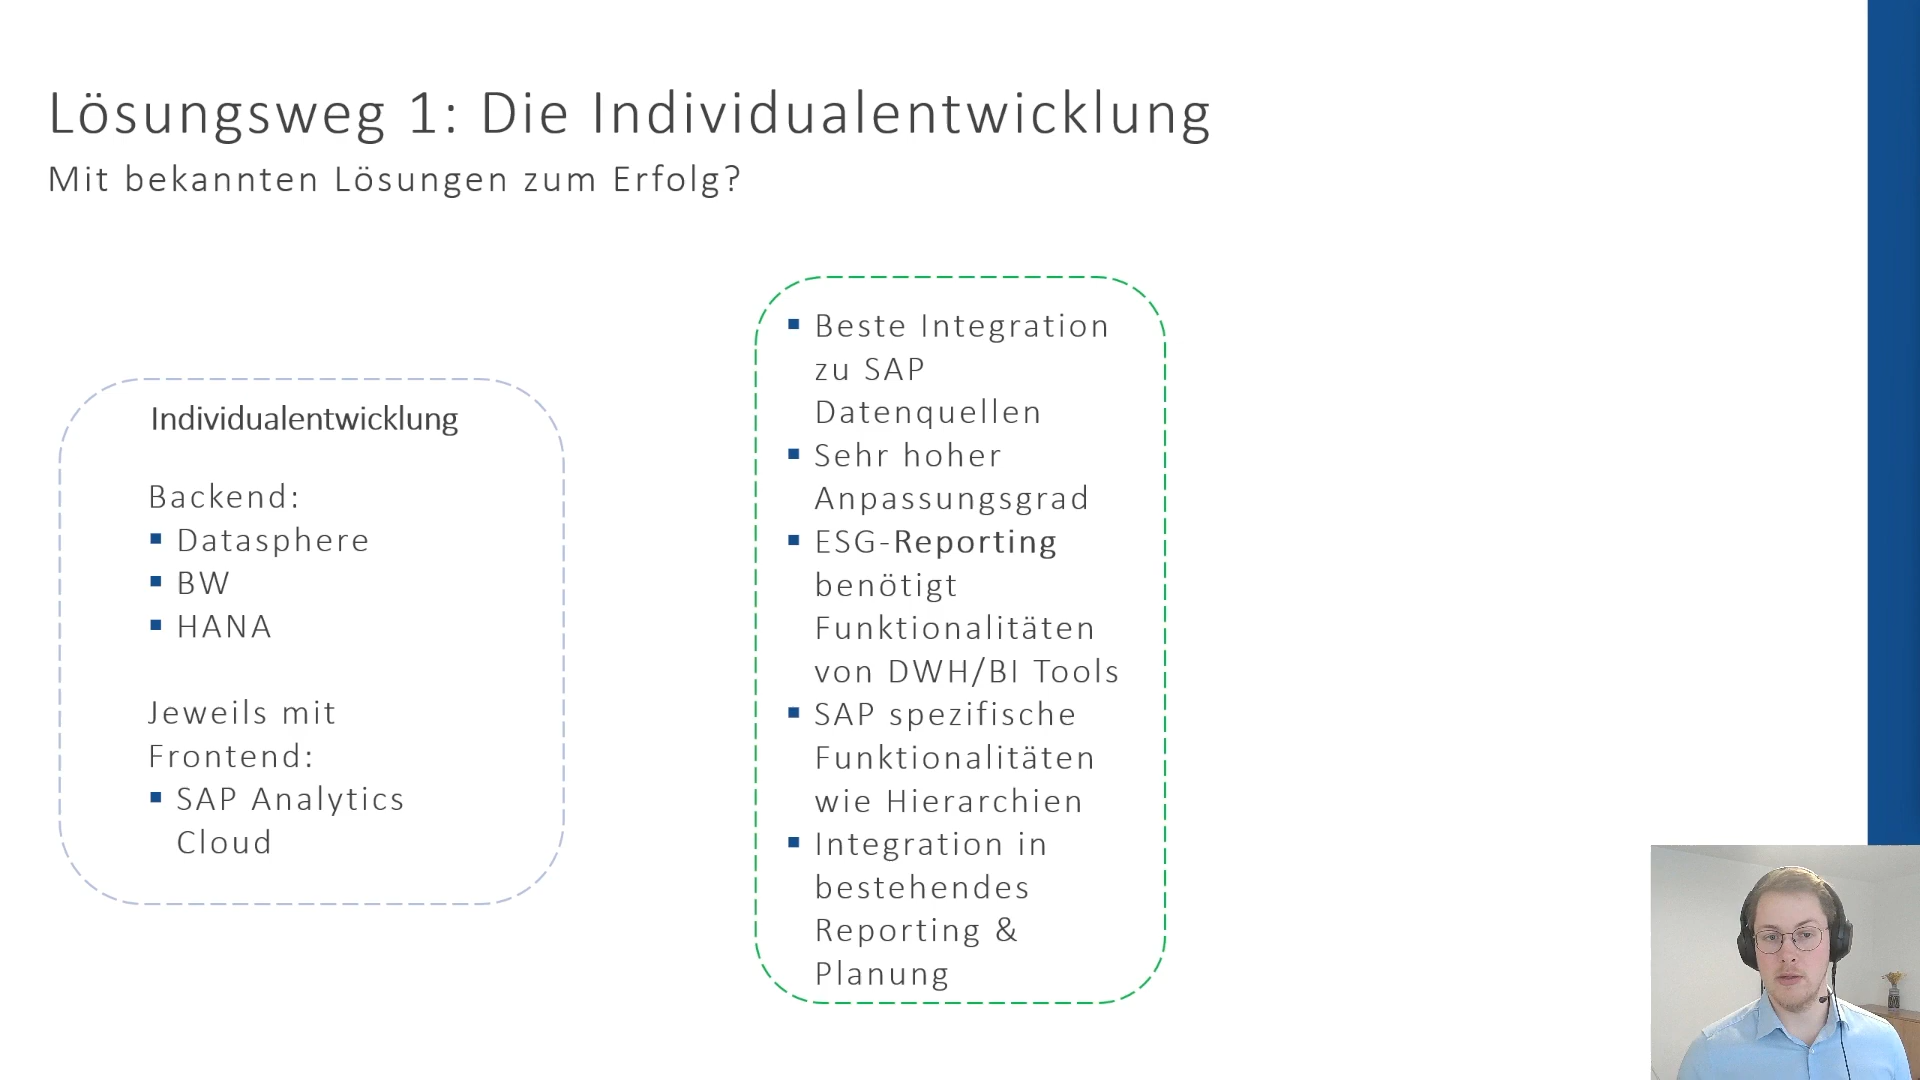 Lösungsweg 1: Die Individualentwicklung
Mit bekannten Lösungen zum Erfolg?
Individualentwicklung
Backend:
▪ Datasphere
▪ BW
▪ HANA
Jeweils mit
Frontend:
▪ SAP Analytics
Cloud
▪ Beste Integration
zu SAP
Datenquellen
▪ Sehr hoher
Anpassungsgrad
▪ ESG-Reporting
benötigt
Funktionalitäten
von DWH/BI Tools
▪ SAP spezifische
Funktionalitäten
wie Hierarchien
▪ Integration in
bestehendes
Reporting &
Planung